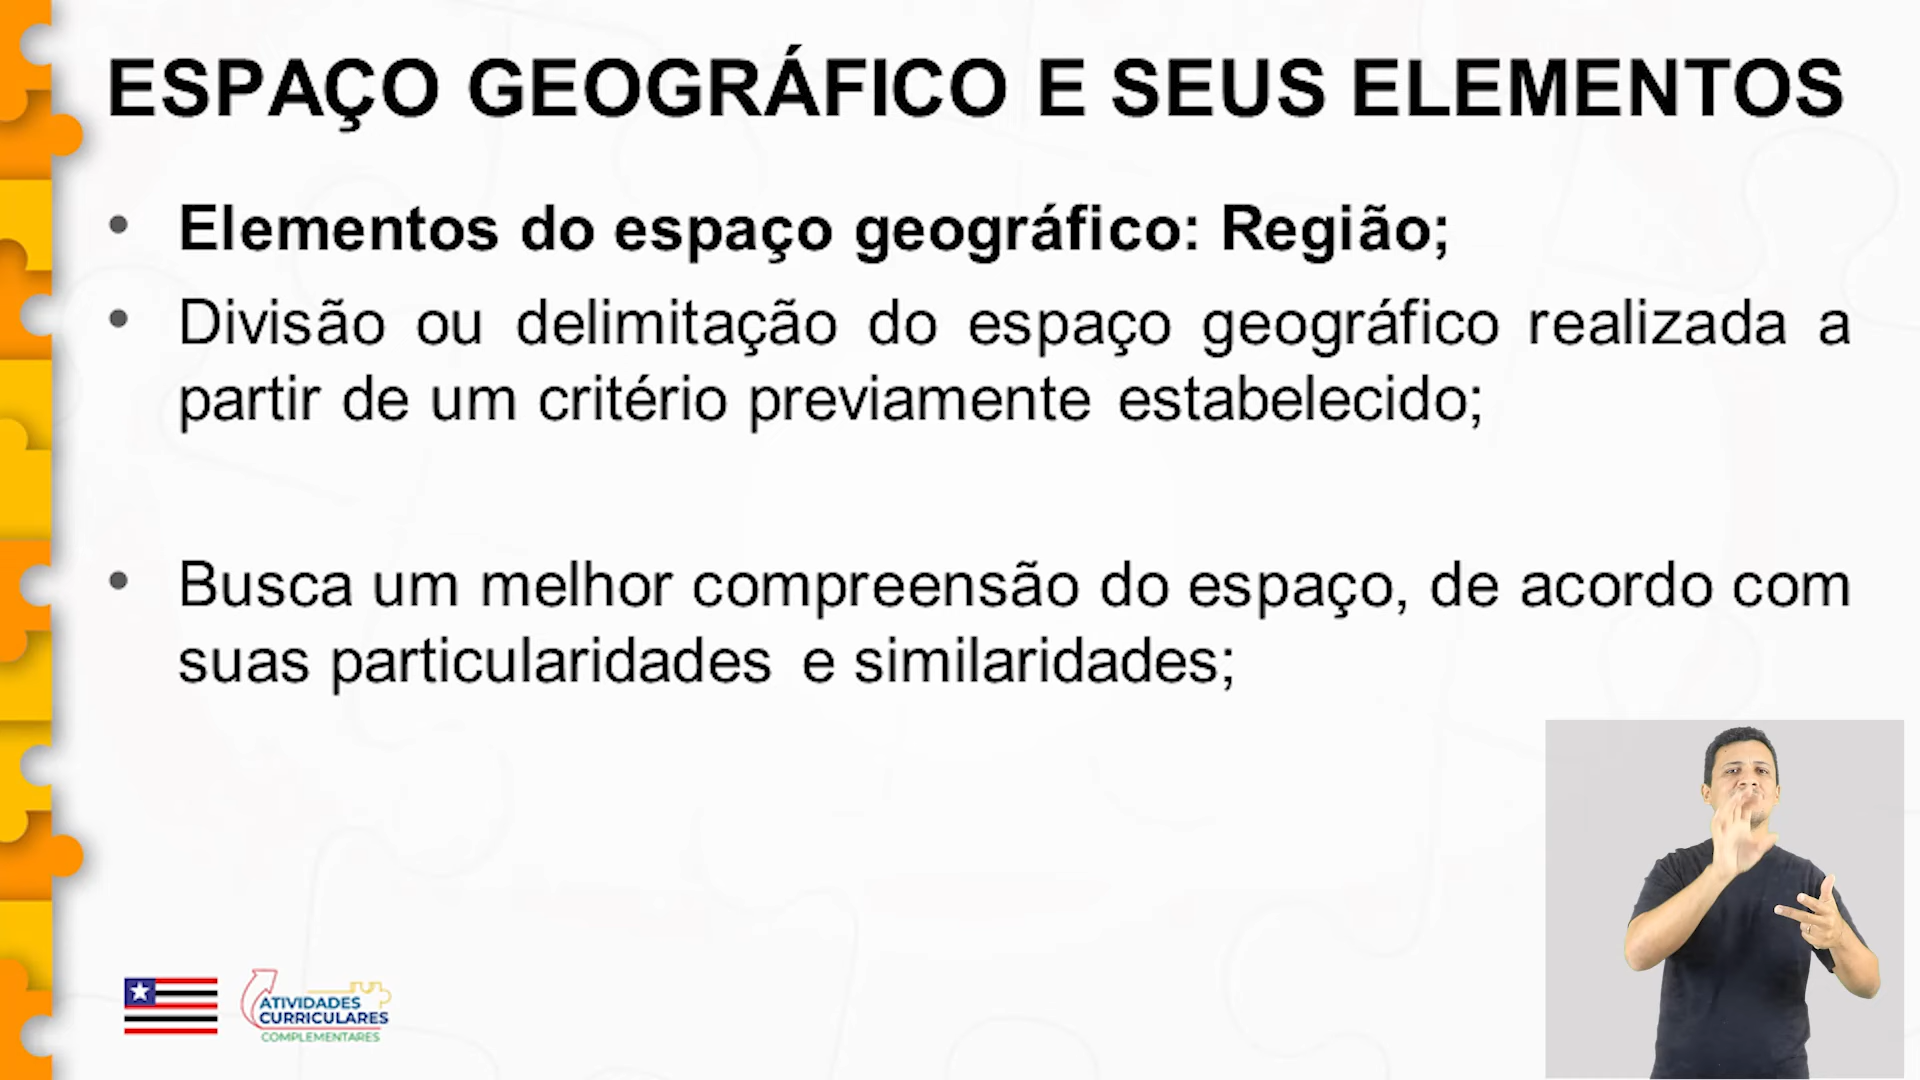 ESPAÇO GEOGRÁFICO E SEUS ELEMENTOS
• Elementos do espaço geográfico: Região;
• Divisão ou delimitação do espaço geográfico realizada a
partir de um critério previamente estabelecido;
• Busca um melhor compreensão do espaço, de acordo com
suas particularidades e similaridades;
ATIVIDADES
CURRICULARES
COMPLEMENTARES